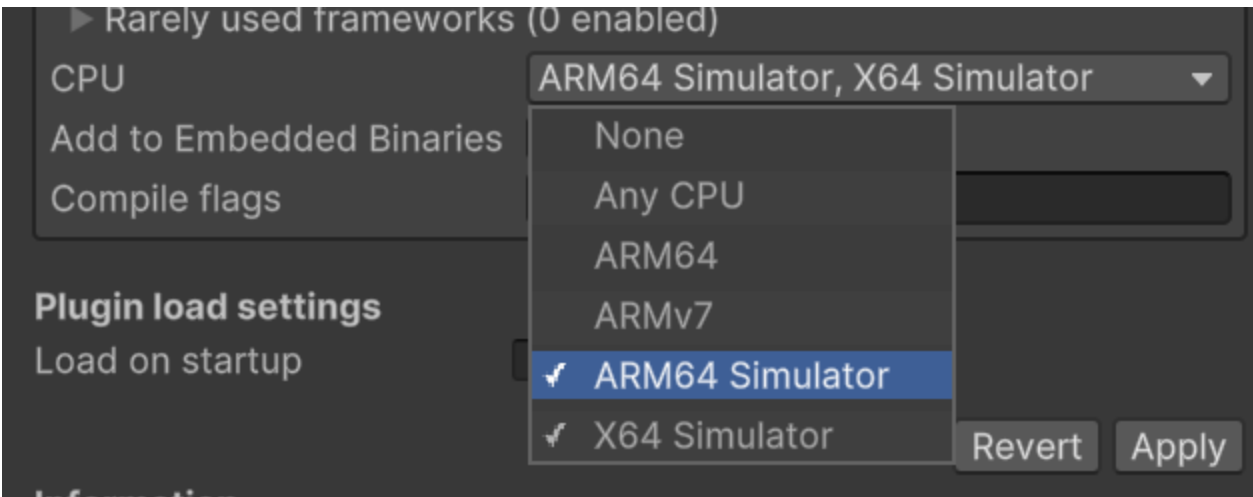 Rarely used frameworks (0 enabled)
CPU
ARM64 Simulator, X64 Simulator
Add to Embedded Binaries
Compile flags
None
Any CPU
ARM64
ARMv7
ARM64 Simulator
X64 Simulator
Plugin load settings
Load on startup
Revert
Apply
Information